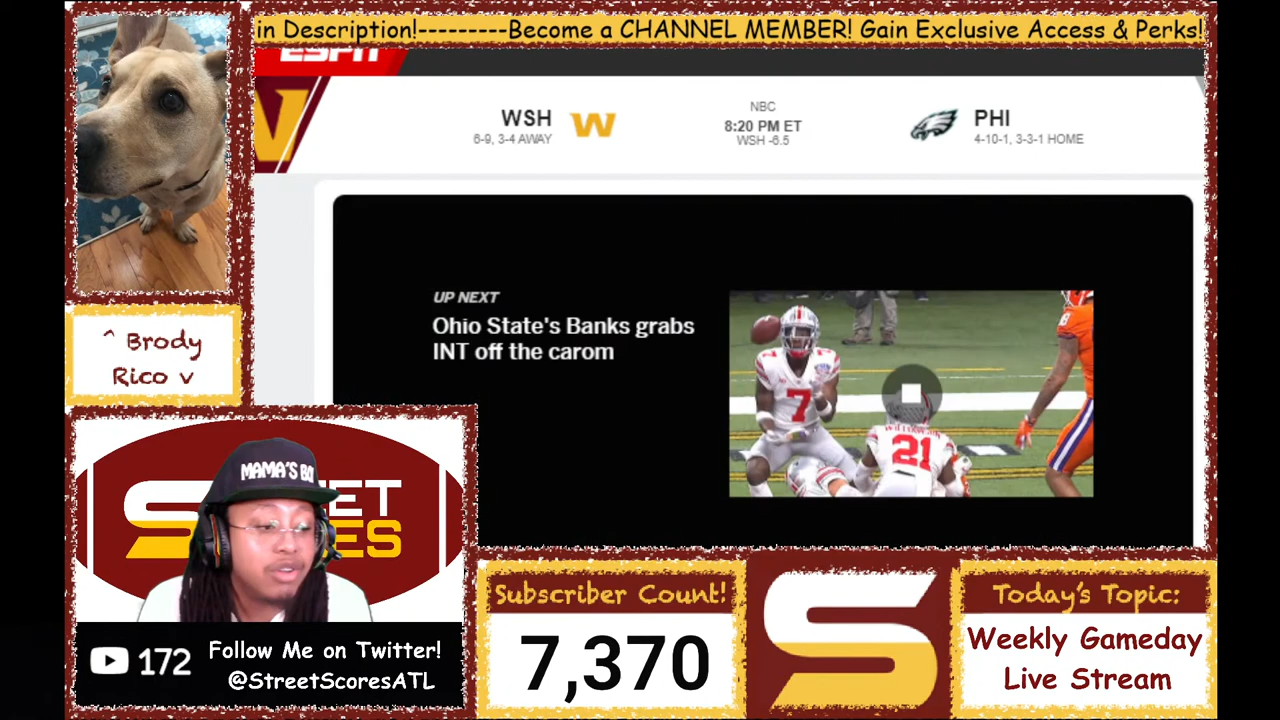 in Description!---------Become a CHANNEL MEMBER! Gain Exclusive Access & Perks!
ESPN
WSH
6-9, 3-4 AWAY
W
NBC
8:20 PM ET
WSH -6.5
PHI
4-10-1, 3-3-1 HOME
UP NEXT
Ohio State's Banks grabs
INT off the carom
7
21
^ Brody
Rico v
MAMA'S BO
172
Follow Me on Twitter!
@StreetScoresATL
Subscriber Count!
7,370
S
Today's Topic:
Weekly Gameday
Live Stream